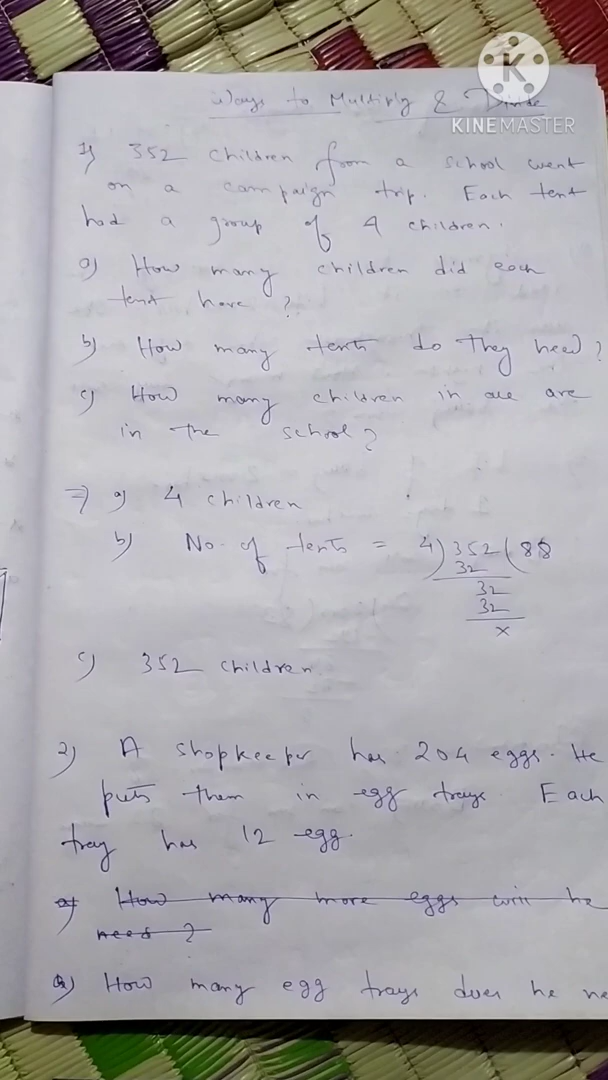 KINEMASTER
Ways to Multiply & Divide
1) 352 children from a school went
on a campaign trip. Each tent
had a group of 4 children.
a) How many children did each
tent have ?
b) How many tents do they need ?
c) How many children in all are
in the school ?
=> a) 4 children
b) No. of tents = 4) 352 ( 88
32
32
32
x
c) 352 children.
2) A shopkeeper has 204 eggs. He
puts them in egg trays. Each
tray has 12 egg.
a) How many more eggs will he
need ?
a) How many egg trays does he ne